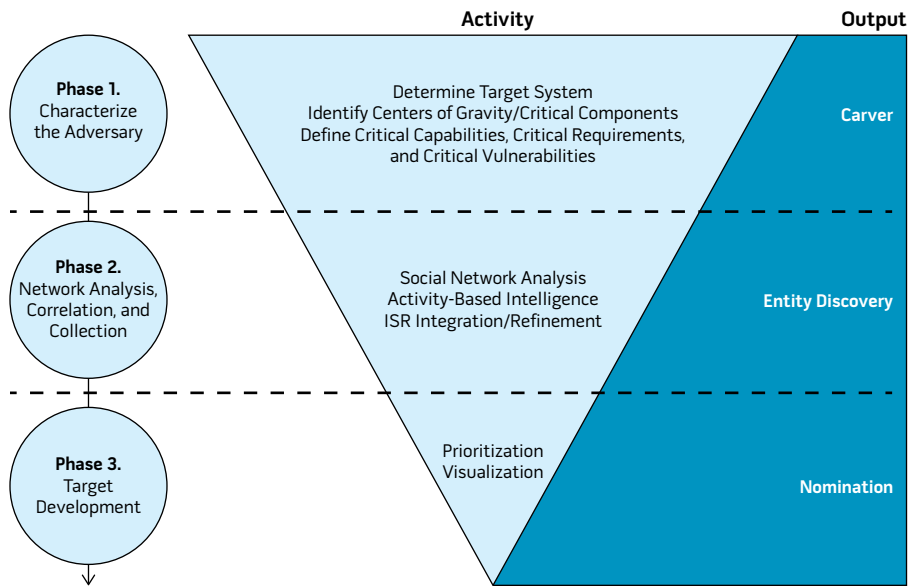 Activity
Output
Phase 1.
Characterize
the Adversary
Determine Target System
Identify Centers of Gravity/Critical Components
Define Critical Capabilities, Critical Requirements,
and Critical Vulnerabilities
Carver
Phase 2.
Network Analysis,
Correlation, and
Collection
Social Network Analysis
Activity-Based Intelligence
ISR Integration/Refinement
Entity Discovery
Phase 3.
Target
Development
Prioritization
Visualization
Nomination